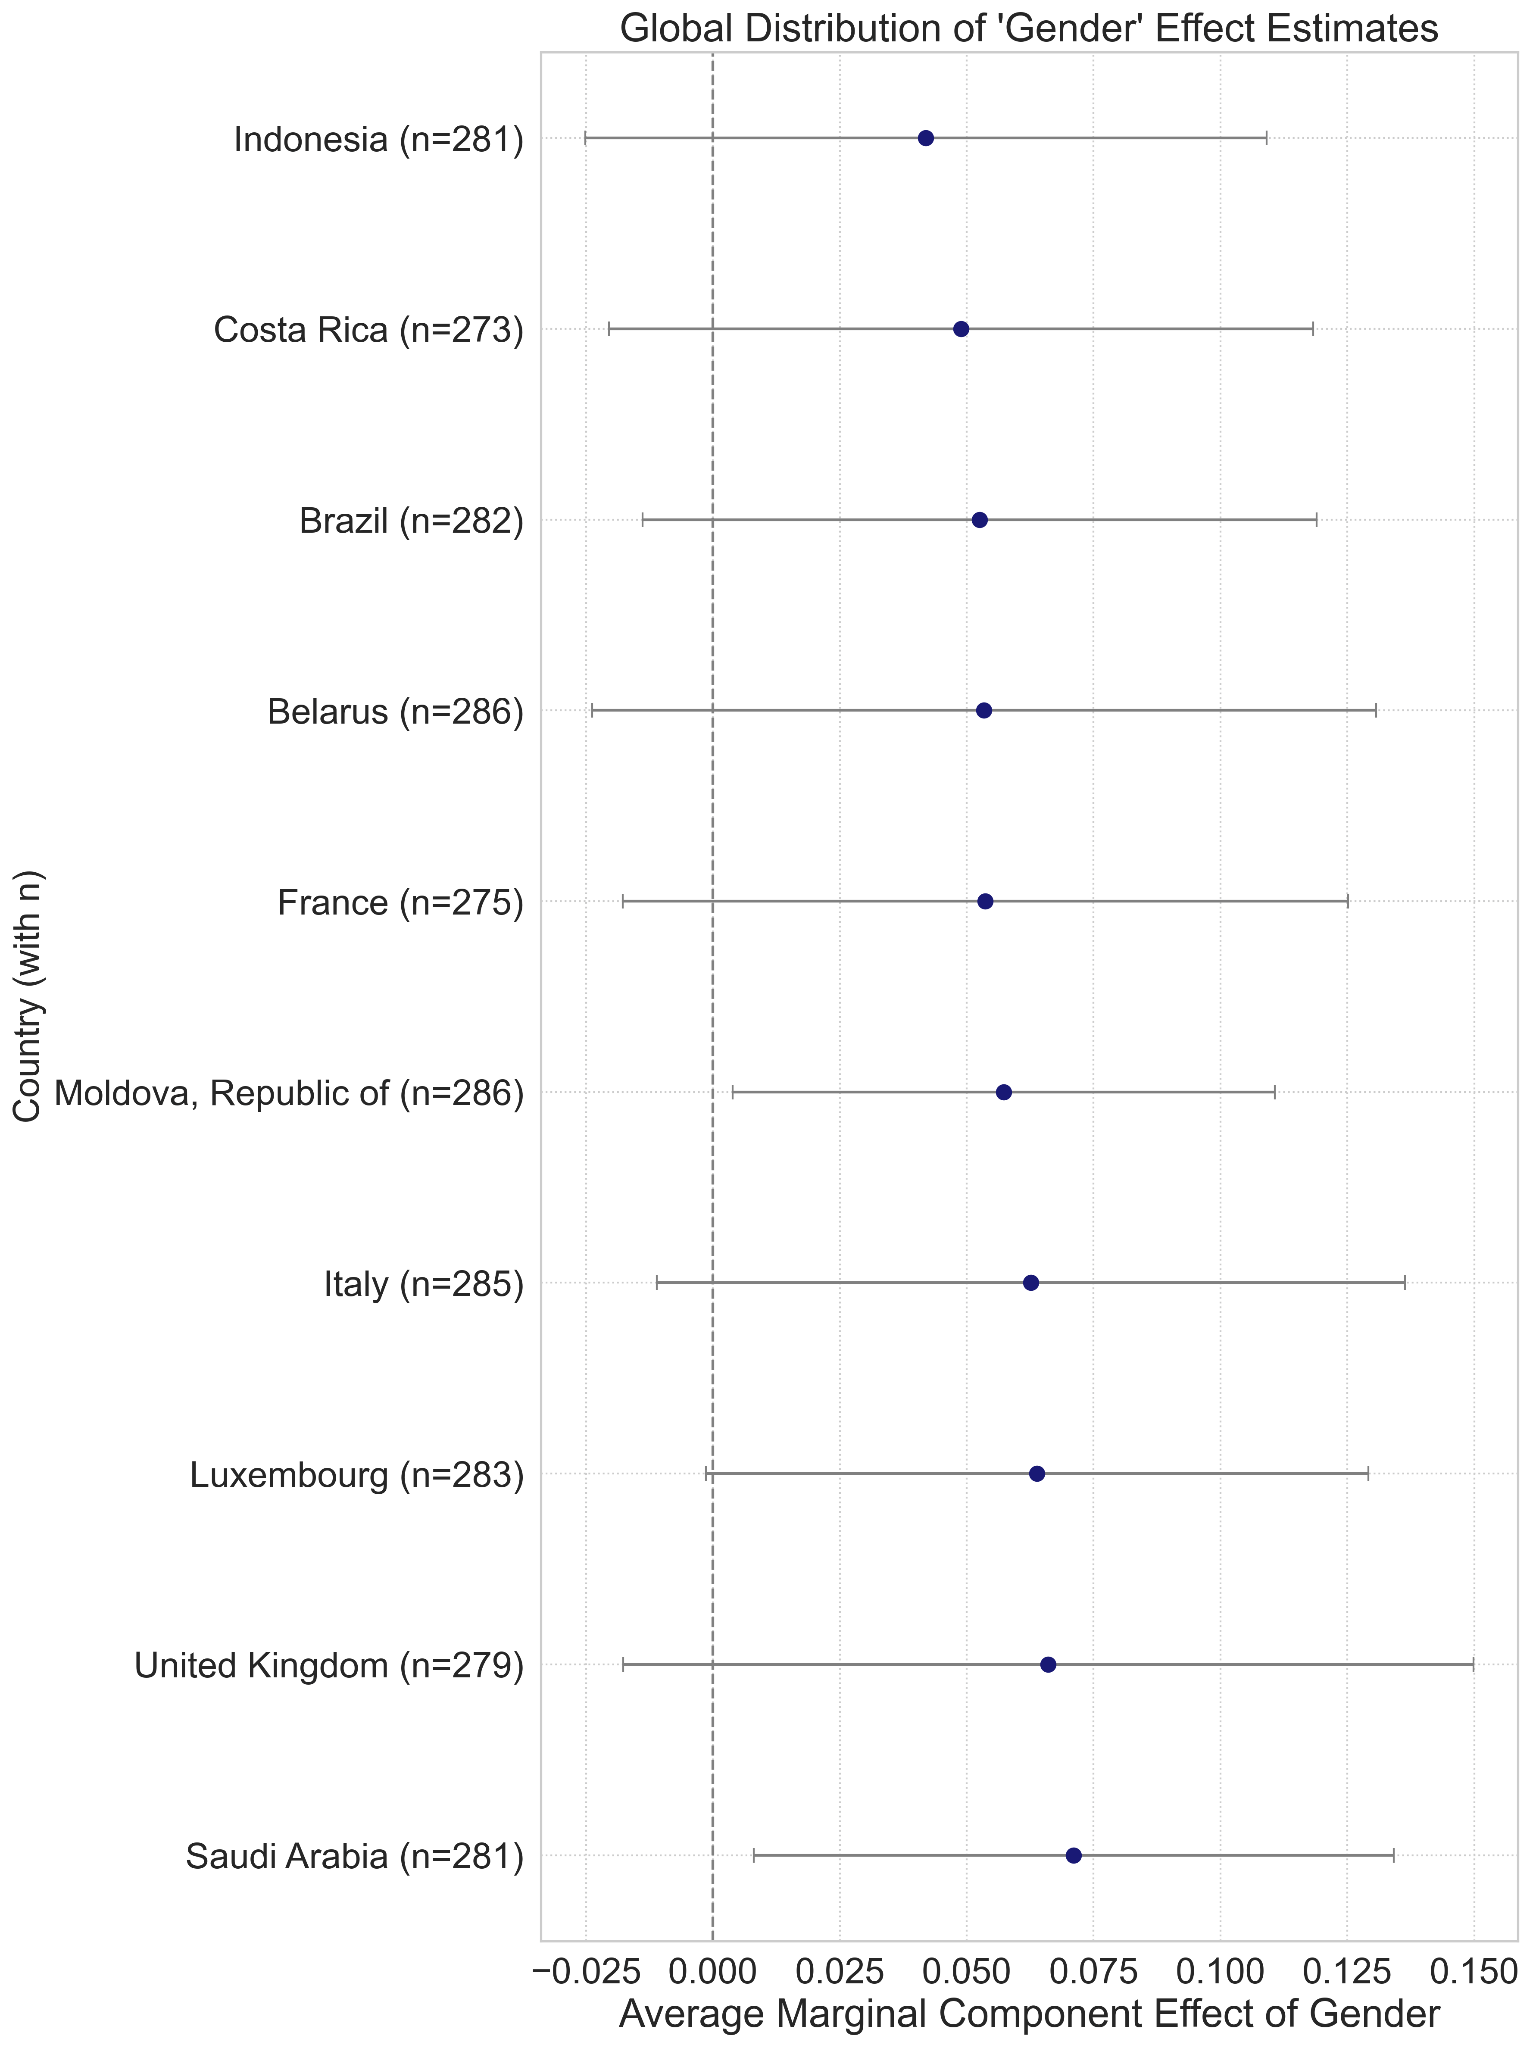 Global Distribution of 'Gender' Effect Estimates
Country (with n)
Indonesia (n=281)
Costa Rica (n=273)
Brazil (n=282)
Belarus (n=286)
France (n=275)
Moldova, Republic of (n=286)
Italy (n=285)
Luxembourg (n=283)
United Kingdom (n=279)
Saudi Arabia (n=281)
−0.025 0.000 0.025 0.050 0.075 0.100 0.125 0.150
Average Marginal Component Effect of Gender